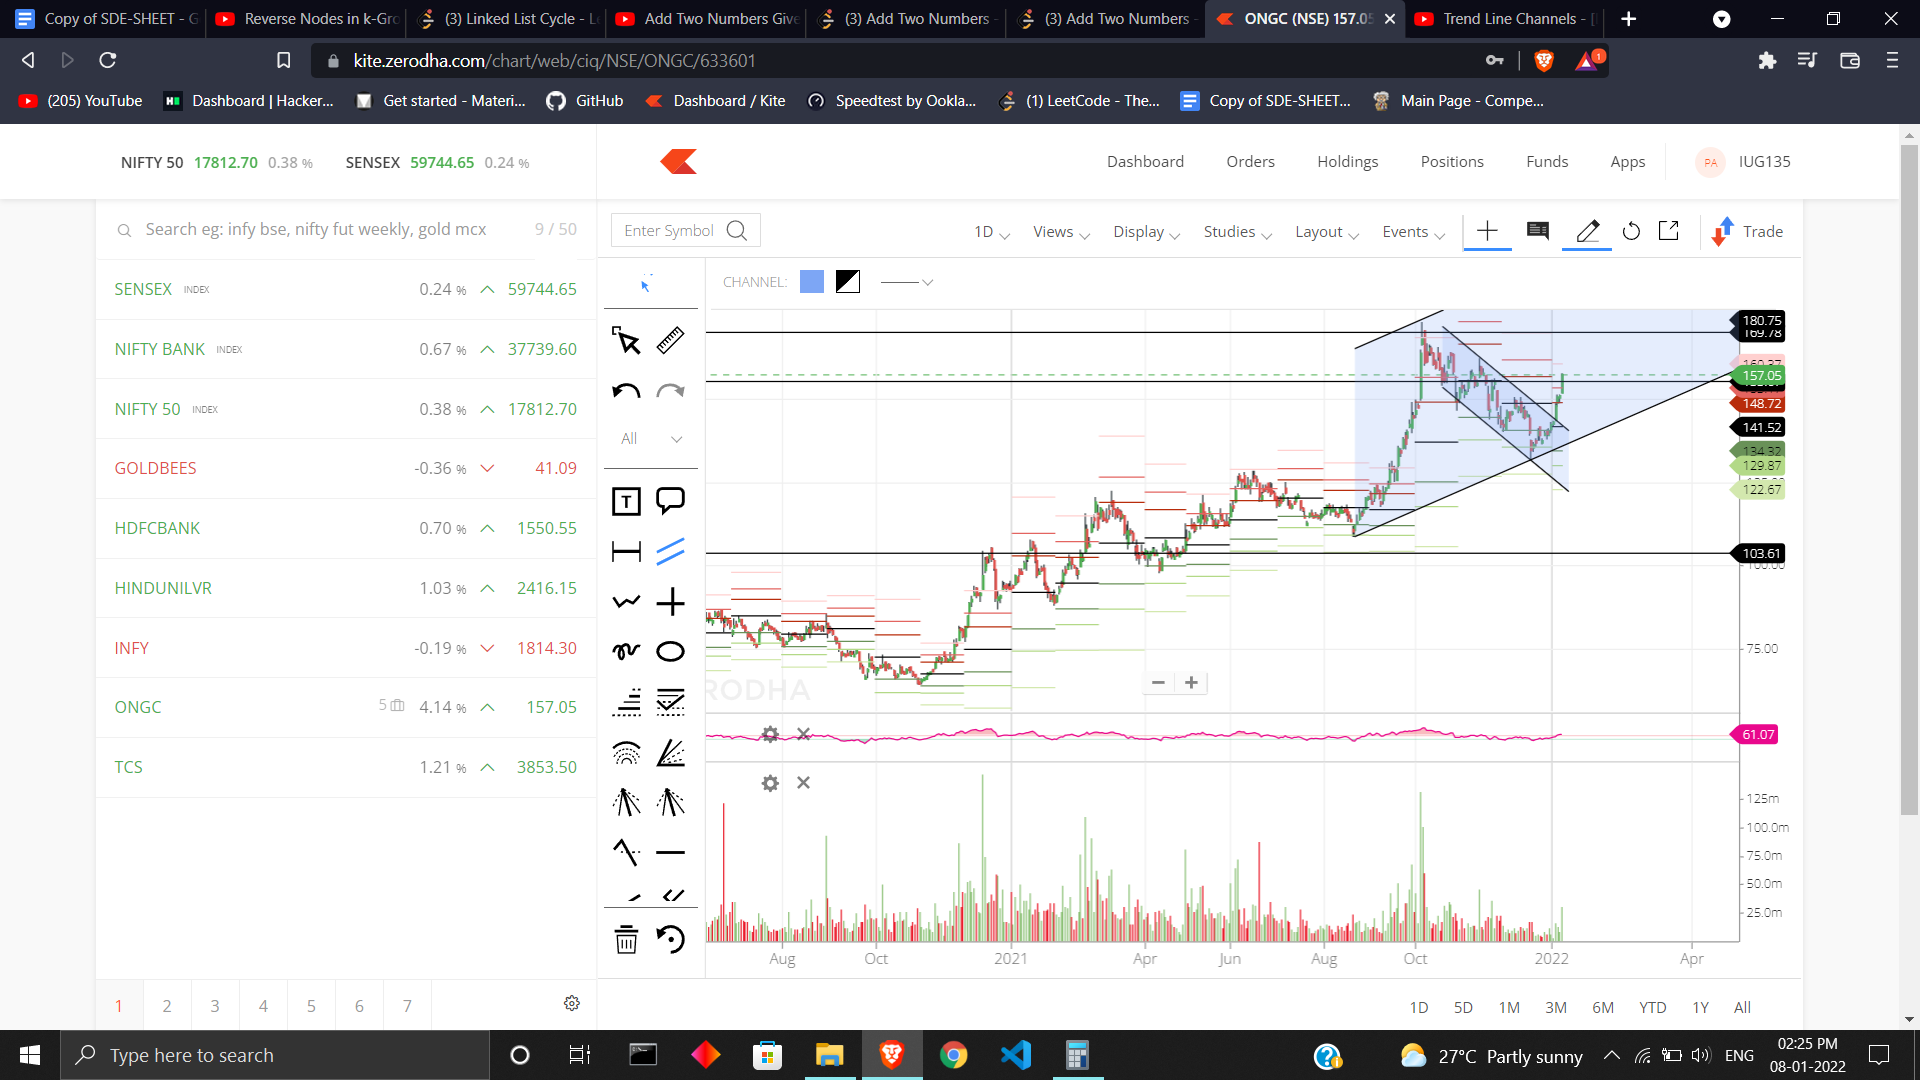 Copy of SDE-SHEET - G
Reverse Nodes in k-Gro
(3) Linked List Cycle - Le
Add Two Numbers Give
(3) Add Two Numbers -
(3) Add Two Numbers -
ONGC (NSE) 157.05
Trend Line Channels - [
kite.zerodha.com/chart/web/ciq/NSE/ONGC/633601
1
(205) YouTube
Dashboard | Hacker...
Get started - Materi...
GitHub
Dashboard / Kite
Speedtest by Ookla...
(1) LeetCode - The...
Copy of SDE-SHEET...
Main Page - Compe...
NIFTY 50 17812.70 0.38 %
SENSEX 59744.65 0.24 %
Dashboard
Orders
Holdings
Positions
Funds
Apps
PA
IUG135
Search eg: infy bse, nifty fut weekly, gold mcx
9 / 50
SENSEX INDEX 0.24 % 59744.65
NIFTY BANK INDEX 0.67 % 37739.60
NIFTY 50 INDEX 0.38 % 17812.70
GOLDBEES -0.36 % 41.09
HDFCBANK 0.70 % 1550.55
HINDUNILVR 1.03 % 2416.15
INFY -0.19 % 1814.30
ONGC 5 4.14 % 157.05
TCS 1.21 % 3853.50
1 2 3 4 5 6 7
Enter Symbol
1D
Views
Display
Studies
Layout
Events
Trade
CHANNEL:
All
T
180.75
169.78
160.37
157.05
148.72
141.52
134.32
129.87
122.67
103.61
100.00
75.00
RODHA
61.07
125m
100.0m
75.0m
50.0m
25.0m
Aug Oct 2021 Apr Jun Aug Oct 2022 Apr
1D 5D 1M 3M 6M YTD 1Y All
Type here to search
27°C Partly sunny
ENG
02:25 PM
08-01-2022